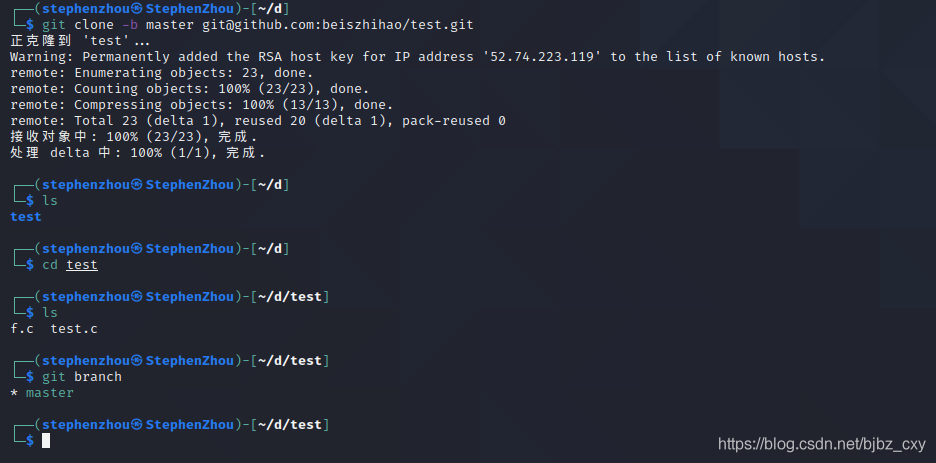 ┌──(stephenzhou㉿StephenZhou)-[~/d]
└─$ git clone -b master git@github.com:beiszhihao/test.git
正克隆到 'test'...
Warning: Permanently added the RSA host key for IP address '52.74.223.119' to the list of known hosts.
remote: Enumerating objects: 23, done.
remote: Counting objects: 100% (23/23), done.
remote: Compressing objects: 100% (13/13), done.
remote: Total 23 (delta 1), reused 20 (delta 1), pack-reused 0
接收对象中: 100% (23/23), 完成.
处理 delta 中: 100% (1/1), 完成.
┌──(stephenzhou㉿StephenZhou)-[~/d]
└─$ ls
test
┌──(stephenzhou㉿StephenZhou)-[~/d]
└─$ cd test
┌──(stephenzhou㉿StephenZhou)-[~/d/test]
└─$ ls
f.c  test.c
┌──(stephenzhou㉿StephenZhou)-[~/d/test]
└─$ git branch
* master
┌──(stephenzhou㉿StephenZhou)-[~/d/test]
└─$
https://blog.csdn.net/bjbz_cxy